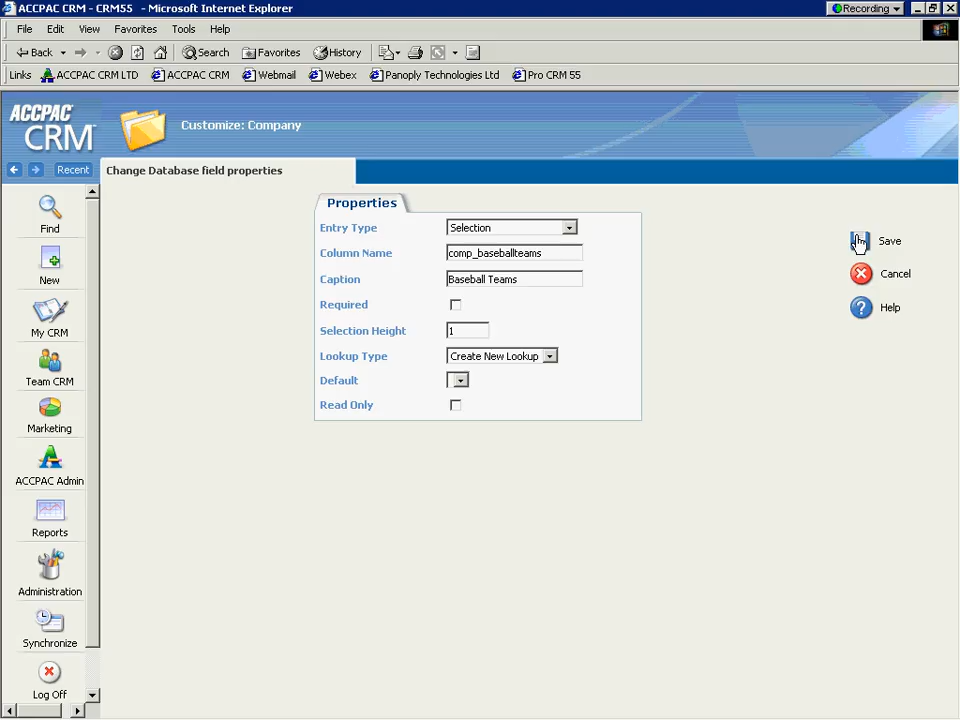 ACCPAC CRM - CRM55 - Microsoft Internet Explorer
Recording
File Edit View Favorites Tools Help
Back Search Favorites History
Links ACCPAC CRM LTD ACCPAC CRM Webmail Webex Panoply Technologies Ltd Pro CRM 55
ACCPAC
CRM
Customize: Company
Recent
Change Database field properties
Find
New
My CRM
Team CRM
Marketing
ACCPAC Admin
Reports
Administration
Synchronize
Log Off
Properties
Entry Type Selection
Column Name comp_baseballteams
Caption Baseball Teams
Required
Selection Height 1
Lookup Type Create New Lookup
Default
Read Only
Save
Cancel
Help